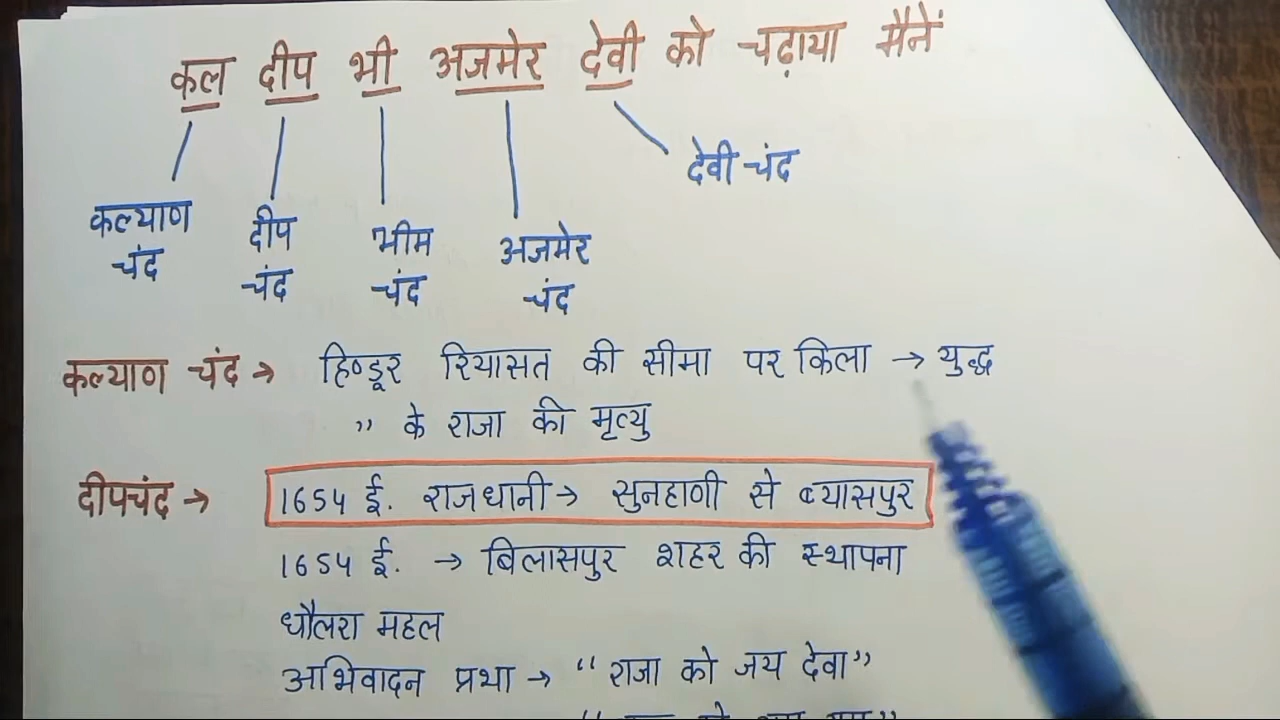 कल दीप भी अजमेर देवी को चढ़ाया मैनें
देवी चंद
कल्याण चंद
दीप चंद
भीम चंद
अजमेर चंद
कल्याण चंद → हिण्डूर रियासत की सीमा पर किला → युद्ध
" के राजा की मृत्यु
दीपचंद → 1654 ई. राजधानी → सुनहाणी से ब्यासपुर
1654 ई. → बिलासपुर शहर की स्थापना
धौलरा महल
अभिवादन प्रथा → “राजा को जय देवा”